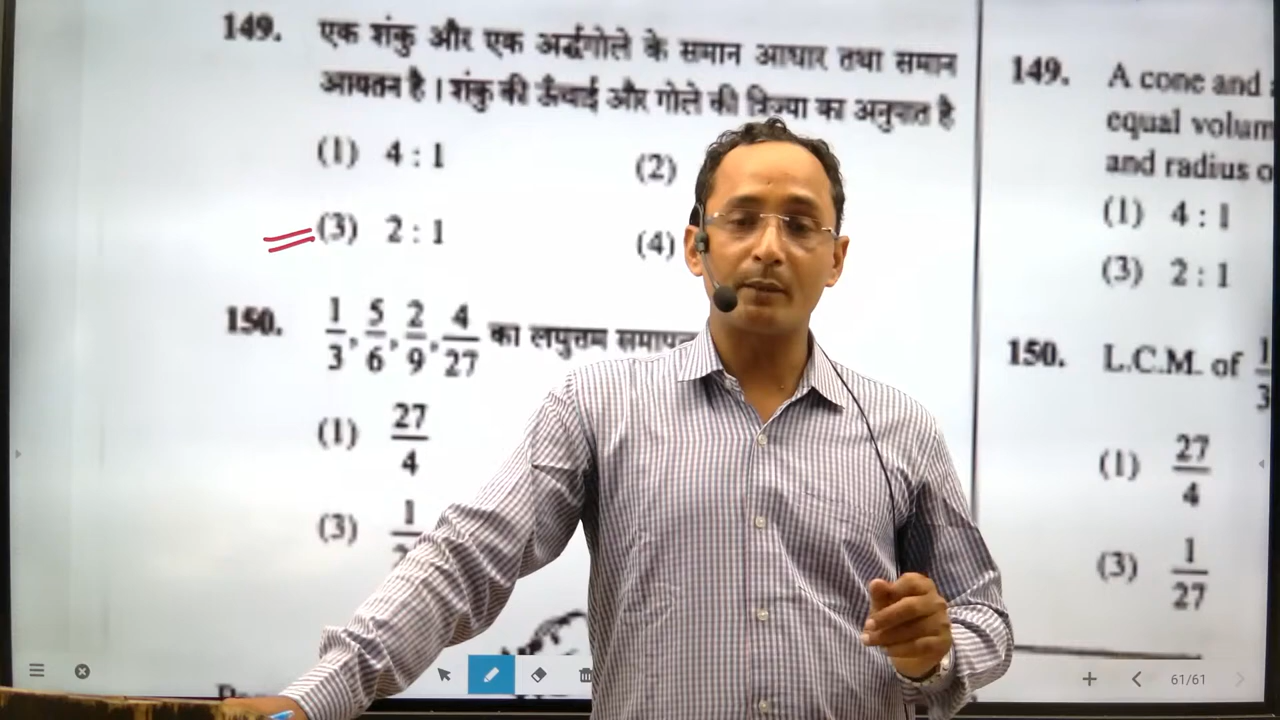 149. एक शंकु और एक अर्द्धगोले के समान आधार तथा समान
आयतन है । शंकु की ऊँचाई और गोले की त्रिज्या का अनुपात है
(1) 4 : 1
(2)
(3) 2 : 1
(4)
150. 1/3, 5/6, 2/9, 4/27 का लघुत्तम
(1) 27/4
(3)
149. A cone and
equal volum
and radius o
(1) 4 : 1
(3) 2 : 1
150. L.C.M. of 1/3
(1) 27/4
(3) 1/27
61/61